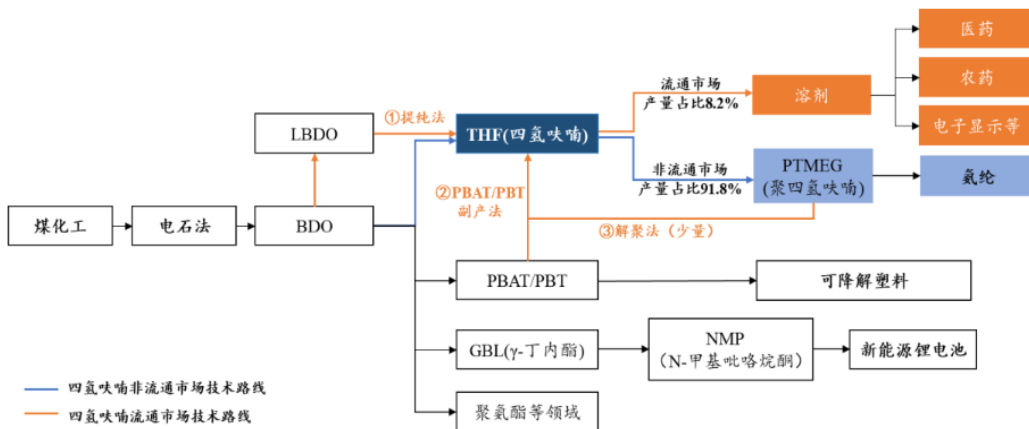 医药
流通市场
产量占比8.2%
溶剂
农药
①提纯法
LBDO
THF(四氢呋喃)
电子显示等
非流通市场
产量占比91.8%
PTMEG
(聚四氢呋喃)
氨纶
②PBAT/PBT
副产法
煤化工
电石法
BDO
③解聚法（少量）
PBAT/PBT
可降解塑料
GBL(γ-丁内酯)
NMP
（N-甲基吡咯烷酮）
新能源锂电池
四氢呋喃非流通市场技术路线
四氢呋喃流通市场技术路线
聚氨酯等领域